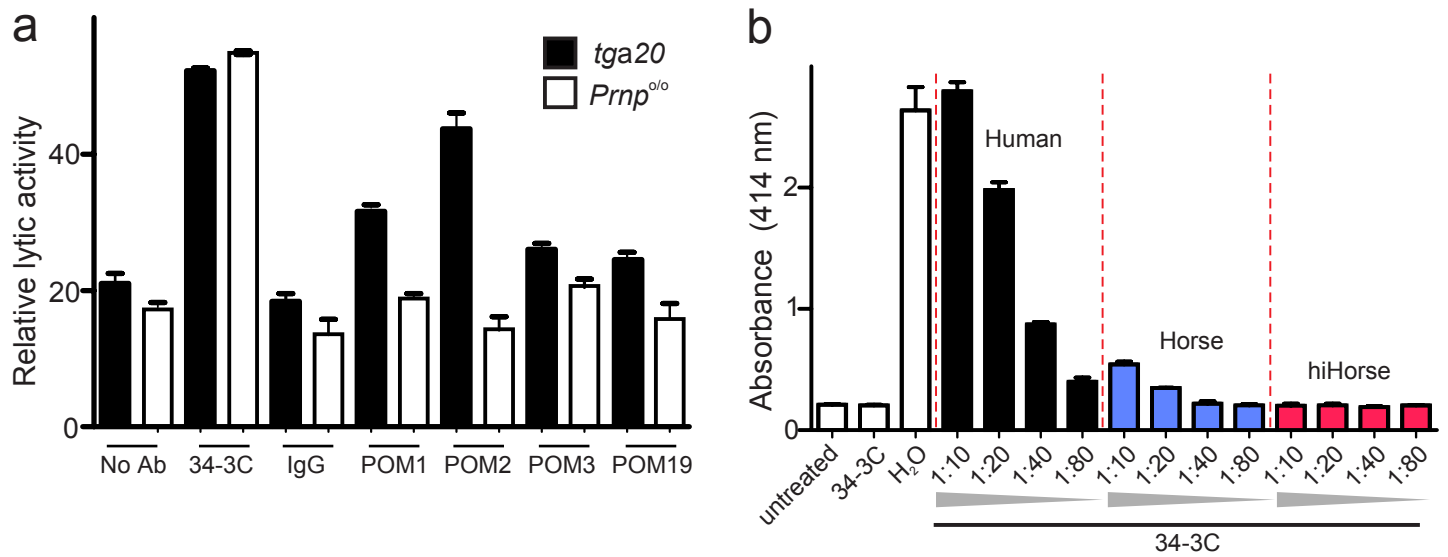 a
tga20
Prnp^o/o
Relative lytic activity
40
20
0
No Ab 34-3C IgG POM1 POM2 POM3 POM19
b
Absorbance (414 nm)
2
1
0
Human
Horse
hiHorse
untreated 34-3C H₂O 1:10 1:20 1:40 1:80 1:10 1:20 1:40 1:80 1:10 1:20 1:40 1:80
34-3C